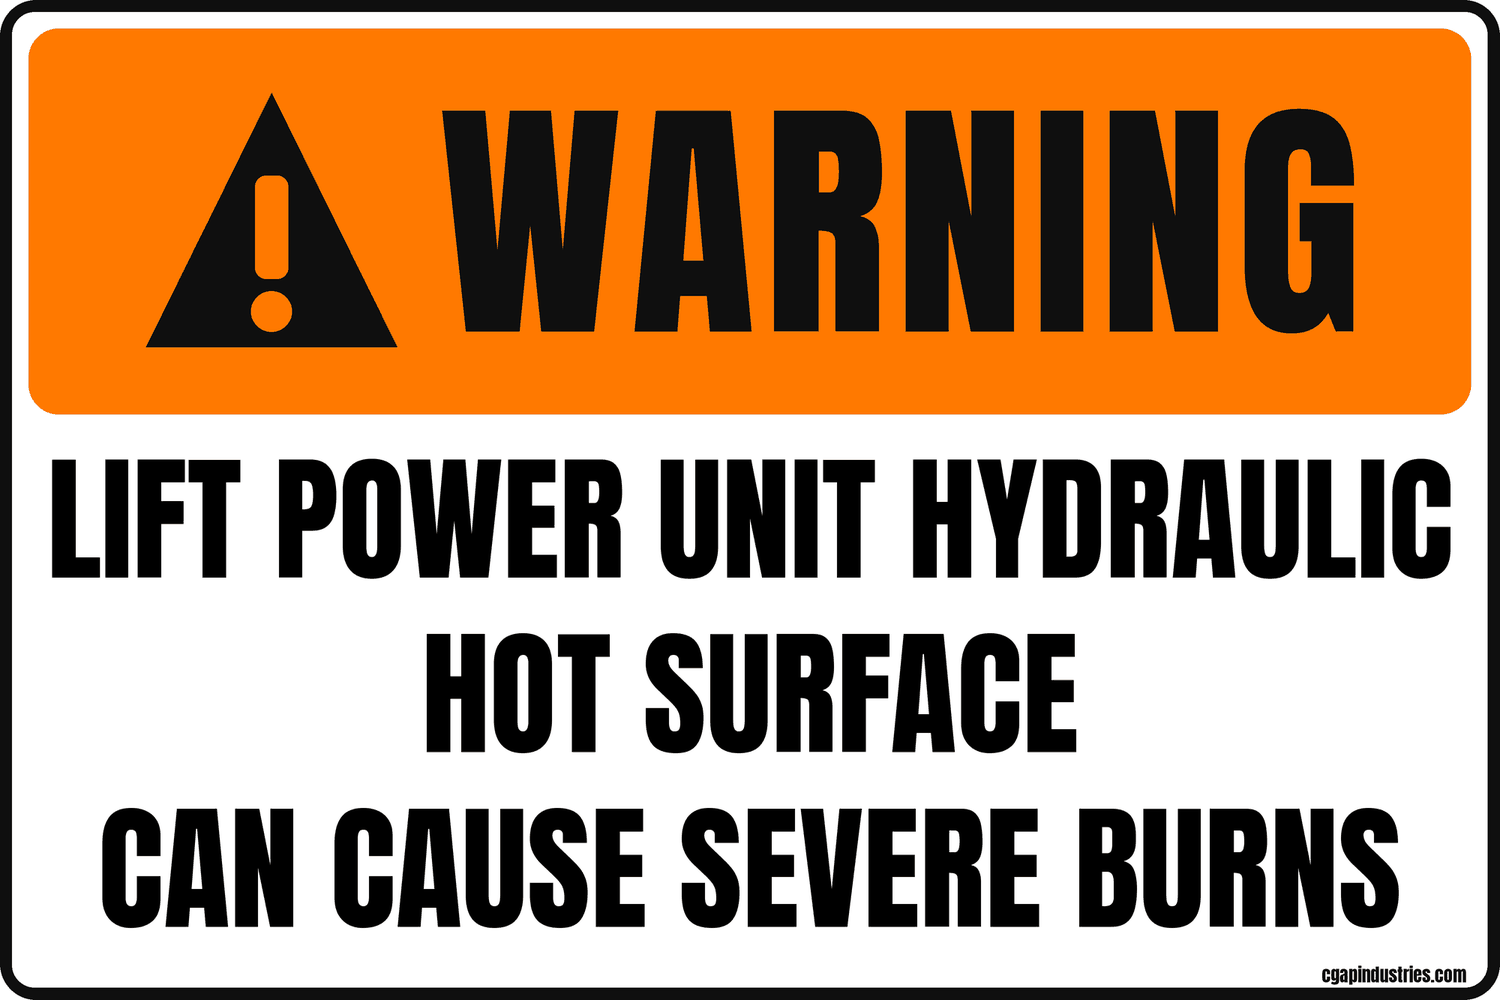 WARNING
LIFT POWER UNIT HYDRAULIC
HOT SURFACE
CAN CAUSE SEVERE BURNS
cgapindustries.com